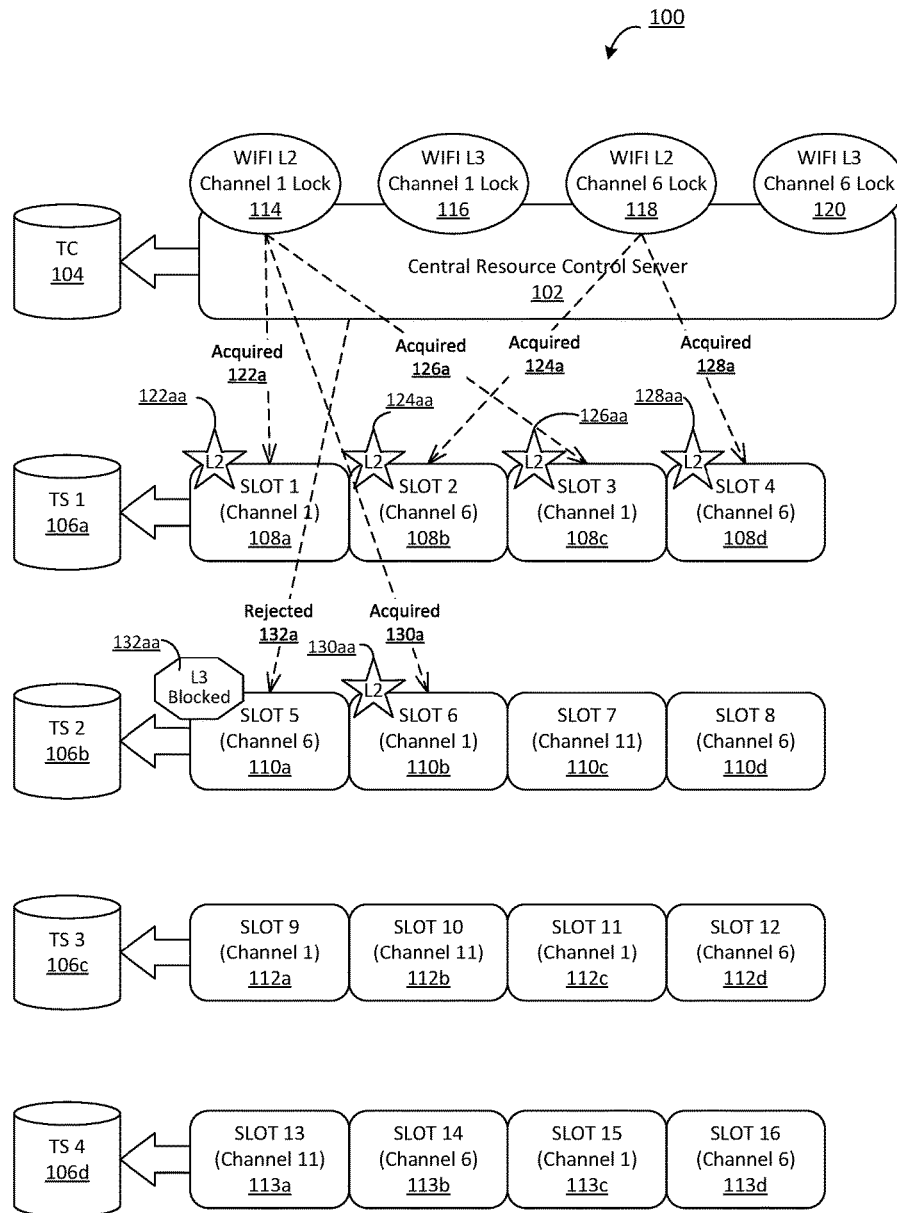 100
WIFI L2
Channel 1 Lock
114
WIFI L3
Channel 1 Lock
116
WIFI L2
Channel 6 Lock
118
WIFI L3
Channel 6 Lock
120
TC
104
Central Resource Control Server
102
Acquired
122a
Acquired
126a
Acquired
124a
Acquired
128a
122aa
124aa
126aa
128aa
L2
L2
L2
L2
TS 1
106a
SLOT 1
(Channel 1)
108a
SLOT 2
(Channel 6)
108b
SLOT 3
(Channel 1)
108c
SLOT 4
(Channel 6)
108d
Rejected
132a
Acquired
130a
132aa
130aa
L3
Blocked
L2
TS 2
106b
SLOT 5
(Channel 6)
110a
SLOT 6
(Channel 1)
110b
SLOT 7
(Channel 11)
110c
SLOT 8
(Channel 6)
110d
TS 3
106c
SLOT 9
(Channel 1)
112a
SLOT 10
(Channel 11)
112b
SLOT 11
(Channel 1)
112c
SLOT 12
(Channel 6)
112d
TS 4
106d
SLOT 13
(Channel 11)
113a
SLOT 14
(Channel 6)
113b
SLOT 15
(Channel 1)
113c
SLOT 16
(Channel 6)
113d